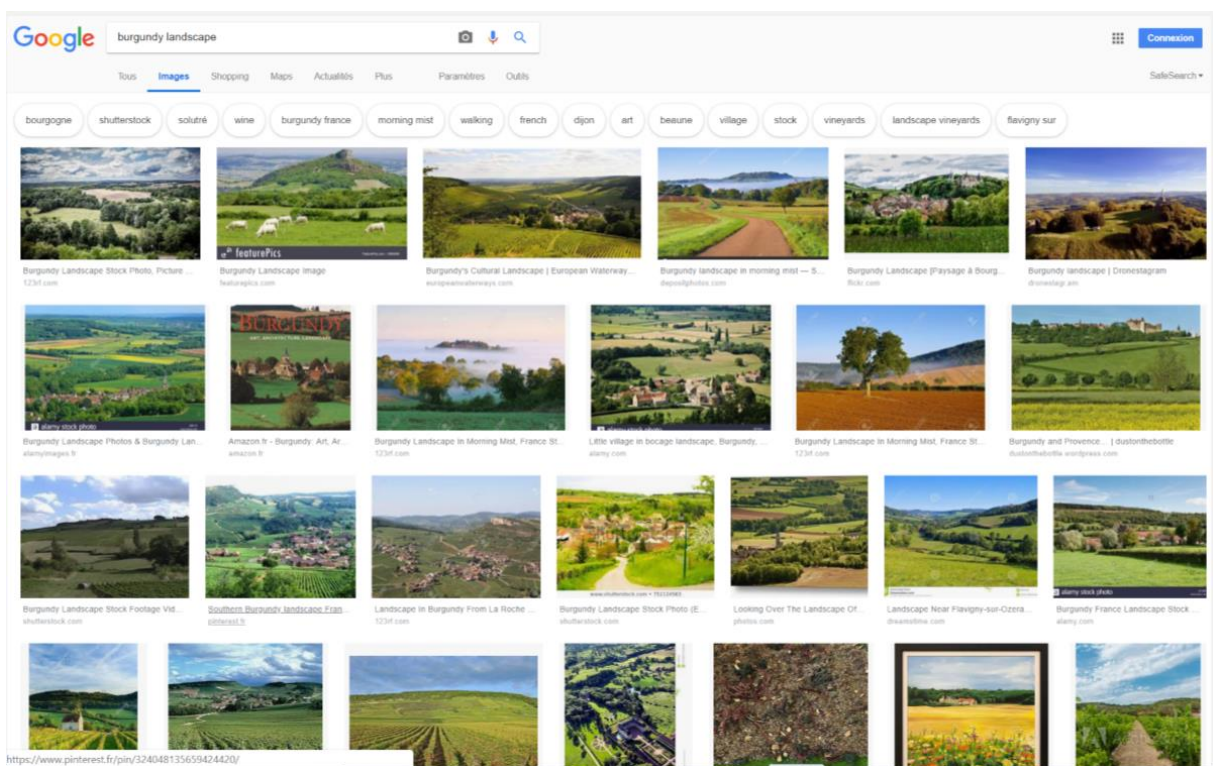 Google
burgundy landscape
Connexion
Tous Images Shopping Maps Actualités Plus Paramètres Outils
SafeSearch
bourgogne shutterstock solutré wine burgundy france morning mist walking french dijon art beaune village stock vineyards landscape vineyards flavigny sur
featurePics
Burgundy Landscape Stock Photo, Picture ...
123rf.com
Burgundy Landscape Image
featurepics.com
Burgundy's Cultural Landscape | European Waterway...
europeanwaterways.com
Burgundy landscape in morning mist — S...
depositphotos.com
Burgundy Landscape [Paysage à Bourg...
flickr.com
Burgundy landscape | Dronestagram
dronestagr.am
BURGUNDY
ART, ARCHITECTURE, LANDSCAPE
alamy stock photo
alamy stock photo
Burgundy Landscape Photos & Burgundy Lan...
alamyimages.fr
Amazon.fr - Burgundy: Art, Ar...
amazon.fr
Burgundy Landscape In Morning Mist, France St...
123rf.com
Little village in bocage landscape, Burgundy, ...
alamy.com
Burgundy Landscape In Morning Mist, France St...
123rf.com
Burgundy and Provence... | dustonthebottle
dustonthebottle.wordpress.com
www.shutterstock.com •
alamy stock photo
Burgundy Landscape Stock Footage Vid...
shutterstock.com
Southern Burgundy landscape Fran...
pinterest.fr
Landscape In Burgundy From La Roche ...
123rf.com
Burgundy Landscape Stock Photo (E...
shutterstock.com
Looking Over The Landscape Of...
photos.com
Landscape Near Flavigny-sur-Ozera...
dreamstime.com
Burgundy France Landscape Stock ...
alamy.com
https://www.pinterest.fr/pin/324048135659424420/